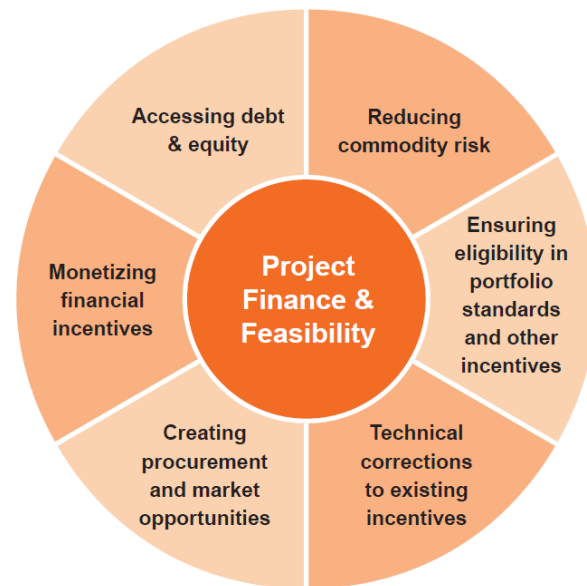 Accessing debt
& equity
Reducing
commodity risk
Ensuring
eligibility in
portfolio
standards
and other
incentives
Technical
corrections
to existing
incentives
Creating
procurement
and market
opportunities
Monetizing
financial
incentives
Project
Finance &
Feasibility